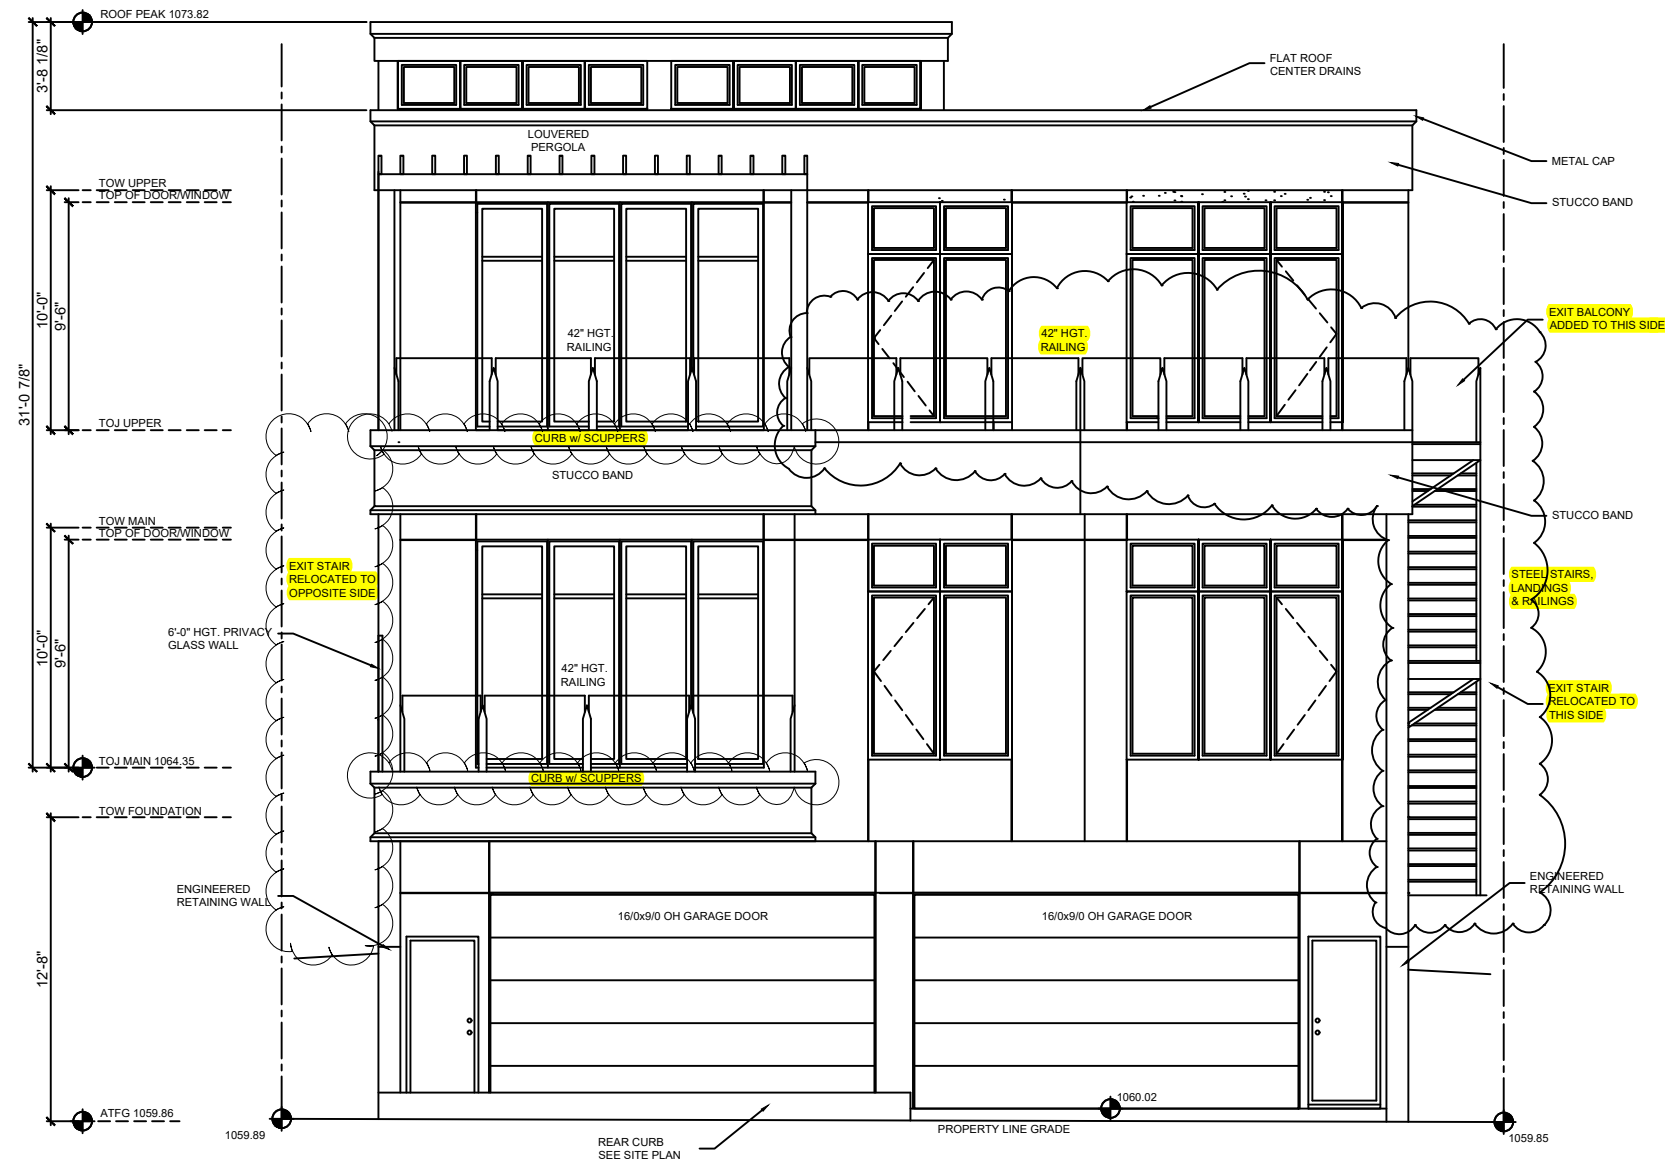 ROOF PEAK 1073.82
3'-8 1/8"
FLAT ROOF
CENTER DRAINS
LOUVERED
PERGOLA
METAL CAP
TOW UPPER
TOP OF DOOR/WINDOW
STUCCO BAND
10'-0"
9'-6"
31'-0 7/8"
42" HGT.
RAILING
42" HGT.
RAILING
EXIT BALCONY
ADDED TO THIS SIDE
TOJ UPPER
CURB w/ SCUPPERS
STUCCO BAND
STUCCO BAND
TOW MAIN
TOP OF DOOR/WINDOW
EXIT STAIR
RELOCATED TO
OPPOSITE SIDE
STEEL STAIRS,
LANDINGS
& RAILINGS
10'-0"
9'-6"
6'-0" HGT. PRIVACY
GLASS WALL
42" HGT.
RAILING
EXIT STAIR
RELOCATED TO
THIS SIDE
TOJ MAIN 1064.35
CURB w/ SCUPPERS
TOW FOUNDATION
ENGINEERED
RETAINING WALL
ENGINEERED
RETAINING WALL
16/0x9/0 OH GARAGE DOOR
16/0x9/0 OH GARAGE DOOR
12'-8"
ATFG 1059.86
1060.02
1059.89
PROPERTY LINE GRADE
1059.85
REAR CURB
SEE SITE PLAN